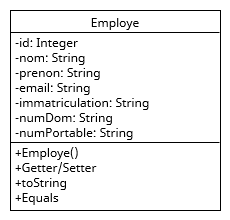 Employe
-id: Integer
-nom: String
-prenon: String
-email: String
-immatriculation: String
-numDom: String
-numPortable: String
+Employe()
+Getter/Setter
+toString
+Equals